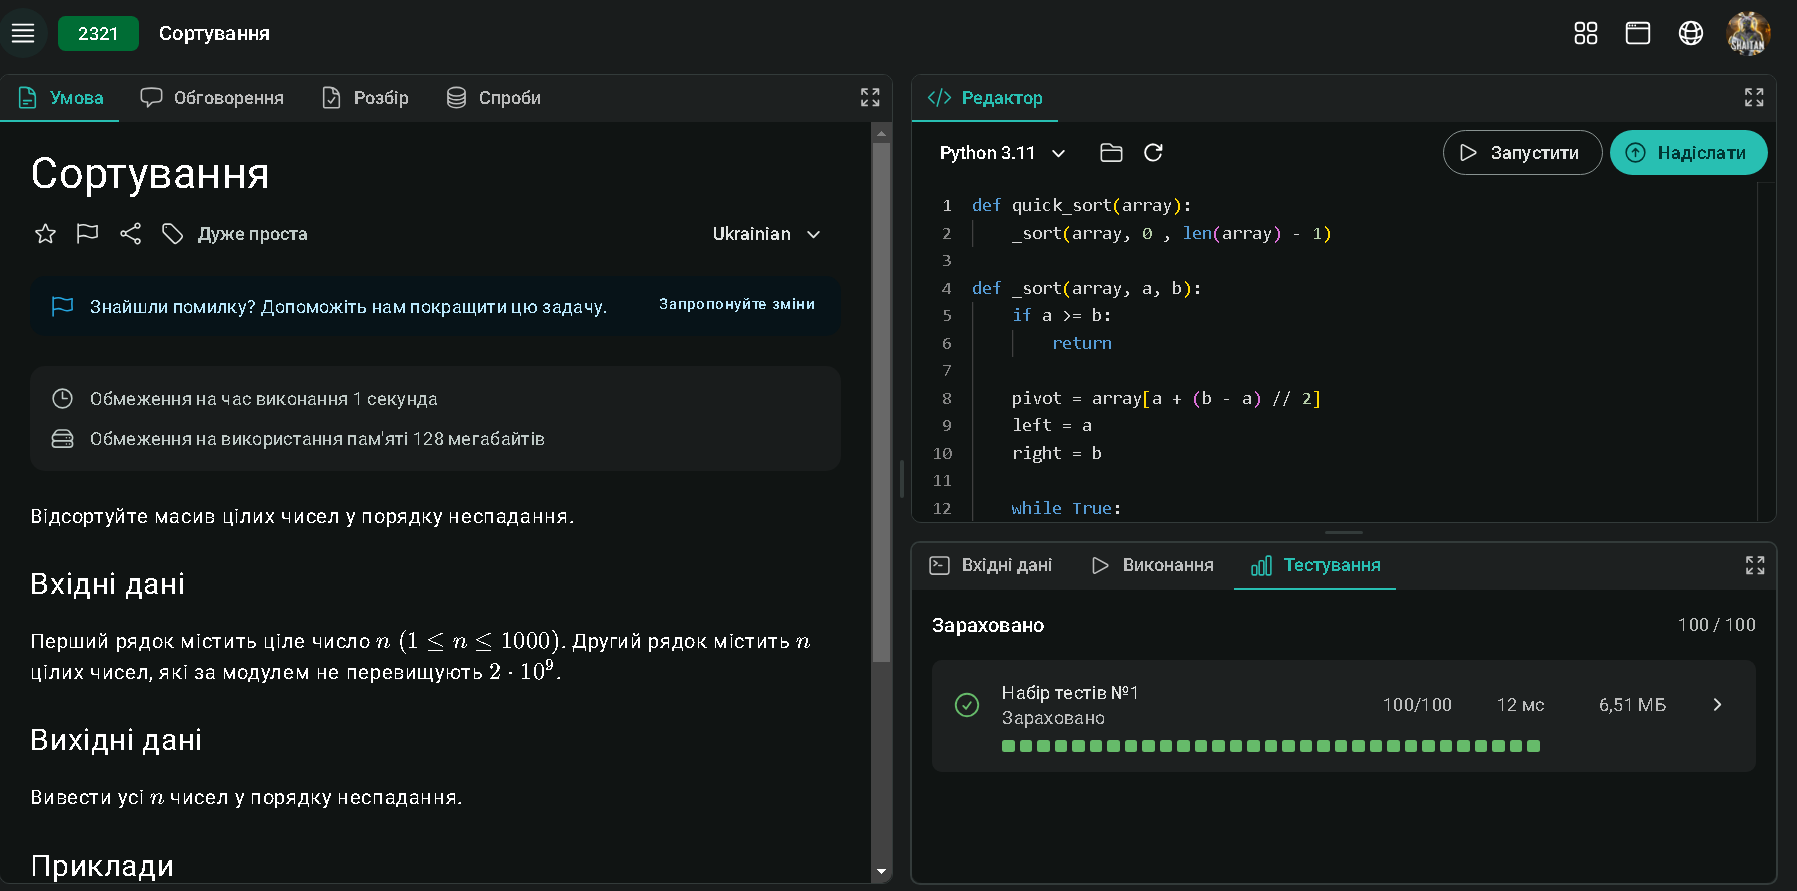 2321
Сортування
Умова
Обговорення
Розбір
Спроби
Сортування
Дуже проста
Ukrainian
Знайшли помилку? Допоможіть нам покращити цю задачу.
Запропонуйте зміни
Обмеження на час виконання 1 секунда
Обмеження на використання пам'яті 128 мегабайтів
Відсортуйте масив цілих чисел у порядку неспадання.
Вхідні дані
Перший рядок містить ціле число n (1 ≤ n ≤ 1000). Другий рядок містить n
цілих чисел, які за модулем не перевищують 2 · 10⁹.
Вихідні дані
Вивести усі n чисел у порядку неспадання.
Приклади
SHAITAN
Редактор
Python 3.11
Запустити
Надіслати
1 def quick_sort(array):
2 _sort(array, 0 , len(array) - 1)
3
4 def _sort(array, a, b):
5 if a >= b:
6 return
7
8 pivot = array[a + (b - a) // 2]
9 left = a
10 right = b
11
12 while True:
Вхідні дані
Виконання
Тестування
Зараховано
100 / 100
Набір тестів №1
Зараховано
100/100
12 мс
6,51 МБ